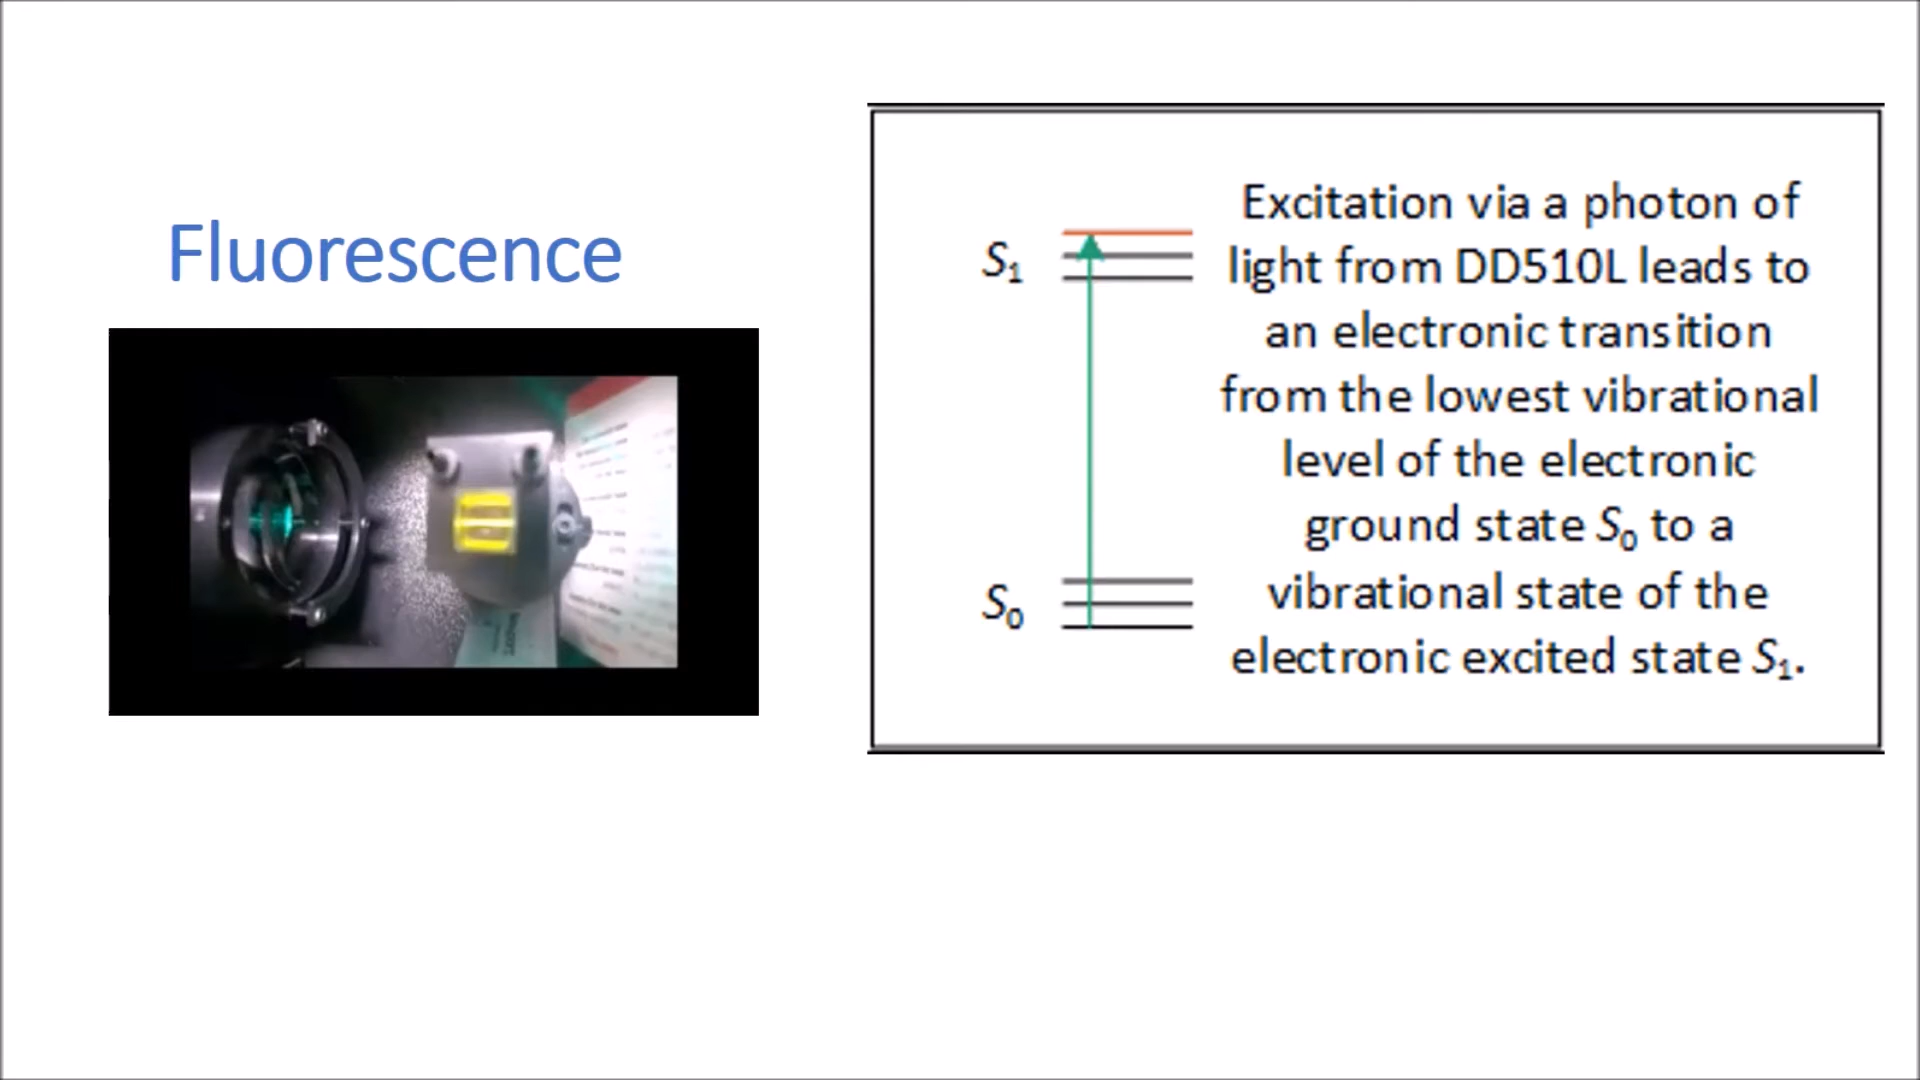 Fluorescence
S₁
S₀
Excitation via a photon of
light from DD510L leads to
an electronic transition
from the lowest vibrational
level of the electronic
ground state S₀ to a
vibrational state of the
electronic excited state S₁.